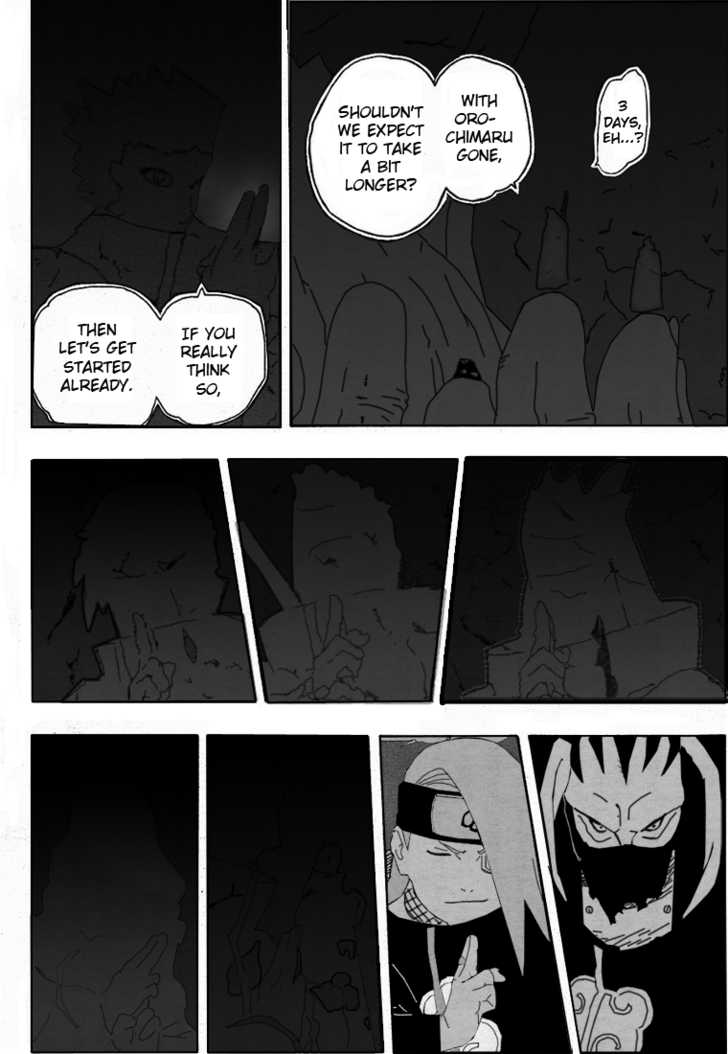 3
DAYS,
EH...?
WITH
ORO-
CHIMARU
GONE,
SHOULDN'T
WE EXPECT
IT TO TAKE
A BIT
LONGER?
IF YOU
REALLY
THINK
SO,
THEN
LET'S GET
STARTED
ALREADY.